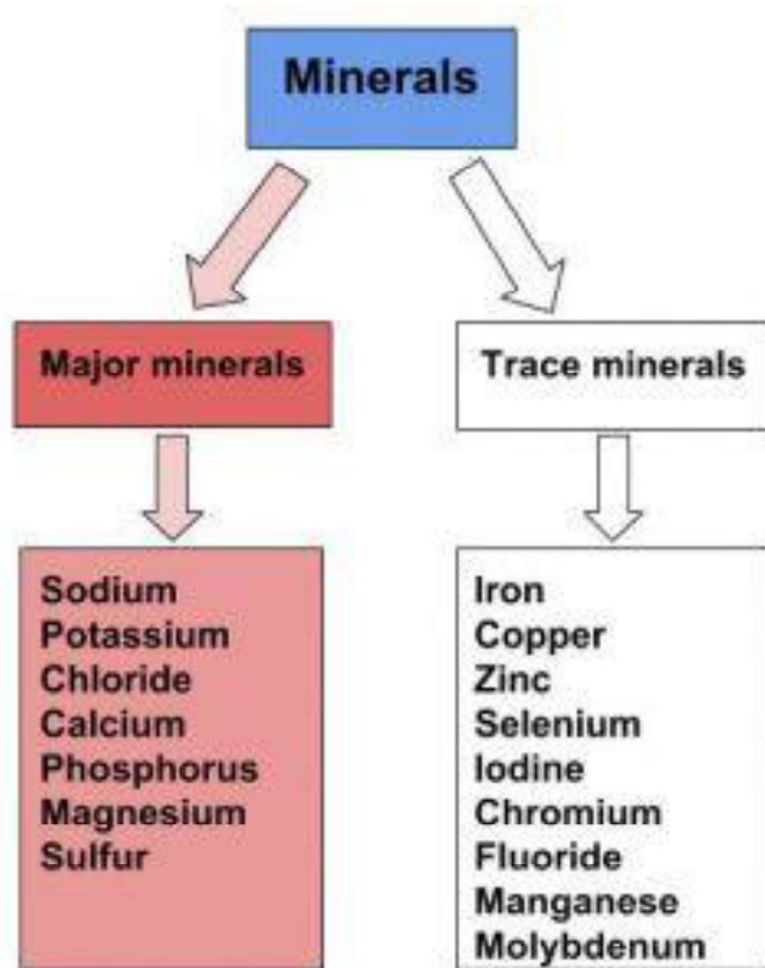 Minerals
Major minerals
Trace minerals
Sodium
Potassium
Chloride
Calcium
Phosphorus
Magnesium
Sulfur
Iron
Copper
Zinc
Selenium
Iodine
Chromium
Fluoride
Manganese
Molybdenum